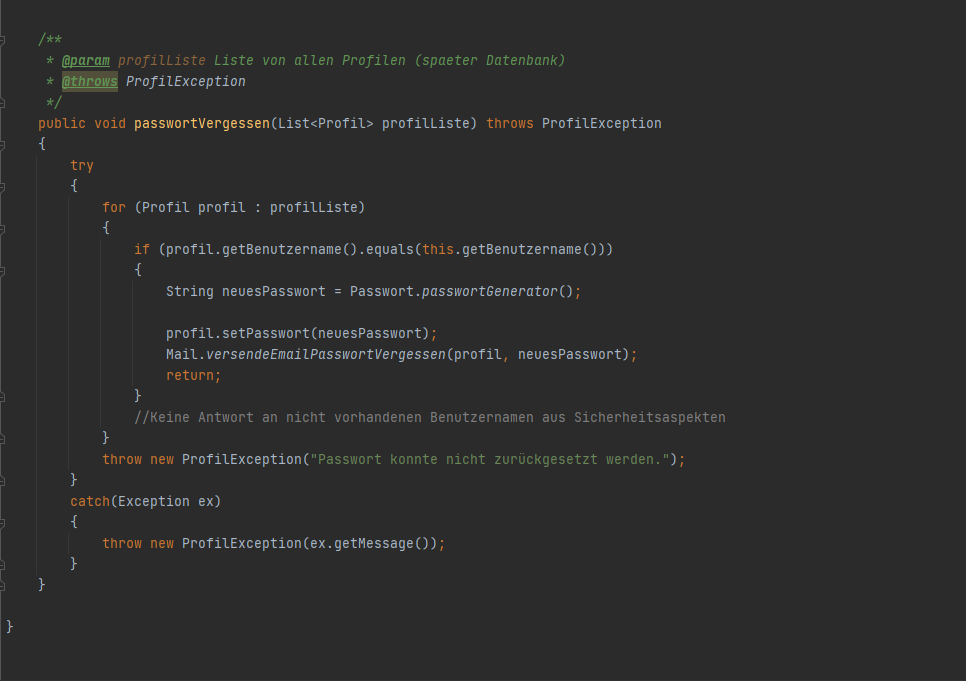 /**
 * @param profilListe Liste von allen Profilen (spaeter Datenbank)
 * @throws ProfilException
 */
public void passwortVergessen(List<Profil> profilListe) throws ProfilException
{
    try
    {
        for (Profil profil : profilListe)
        {
            if (profil.getBenutzername().equals(this.getBenutzername()))
            {
                String neuesPasswort = Passwort.passwortGenerator();

                profil.setPasswort(neuesPasswort);
                Mail.versendeEmailPasswortVergessen(profil, neuesPasswort);
                return;
            }
            //Keine Antwort an nicht vorhandenen Benutzernamen aus Sicherheitsaspekten
        }
        throw new ProfilException("Passwort konnte nicht zurückgesetzt werden.");
    }
    catch(Exception ex)
    {
        throw new ProfilException(ex.getMessage());
    }
}

}